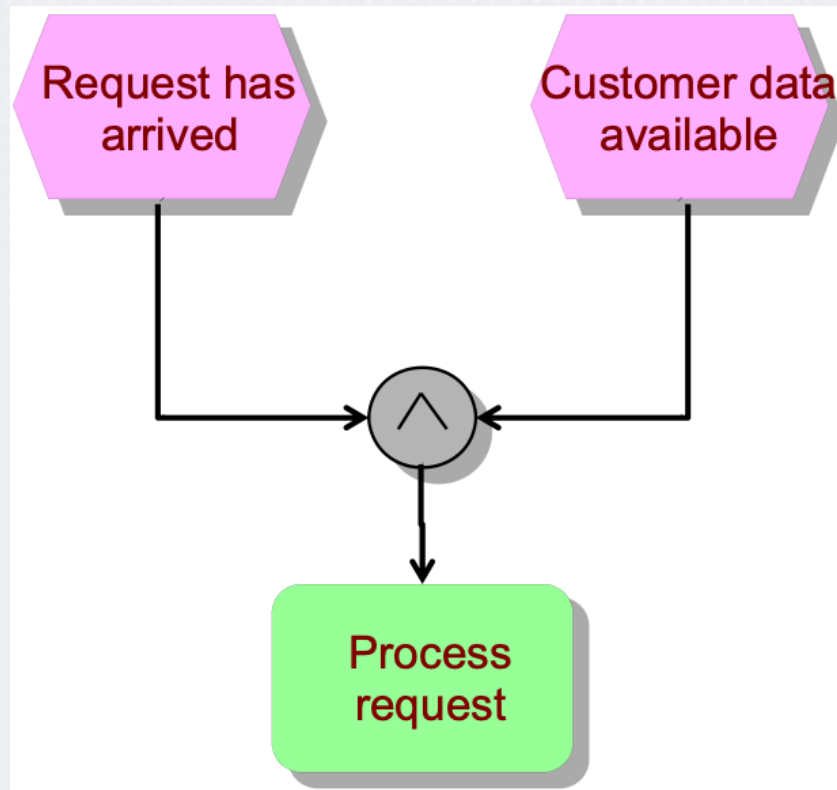 Request has
arrived
Customer data
available
Process
request